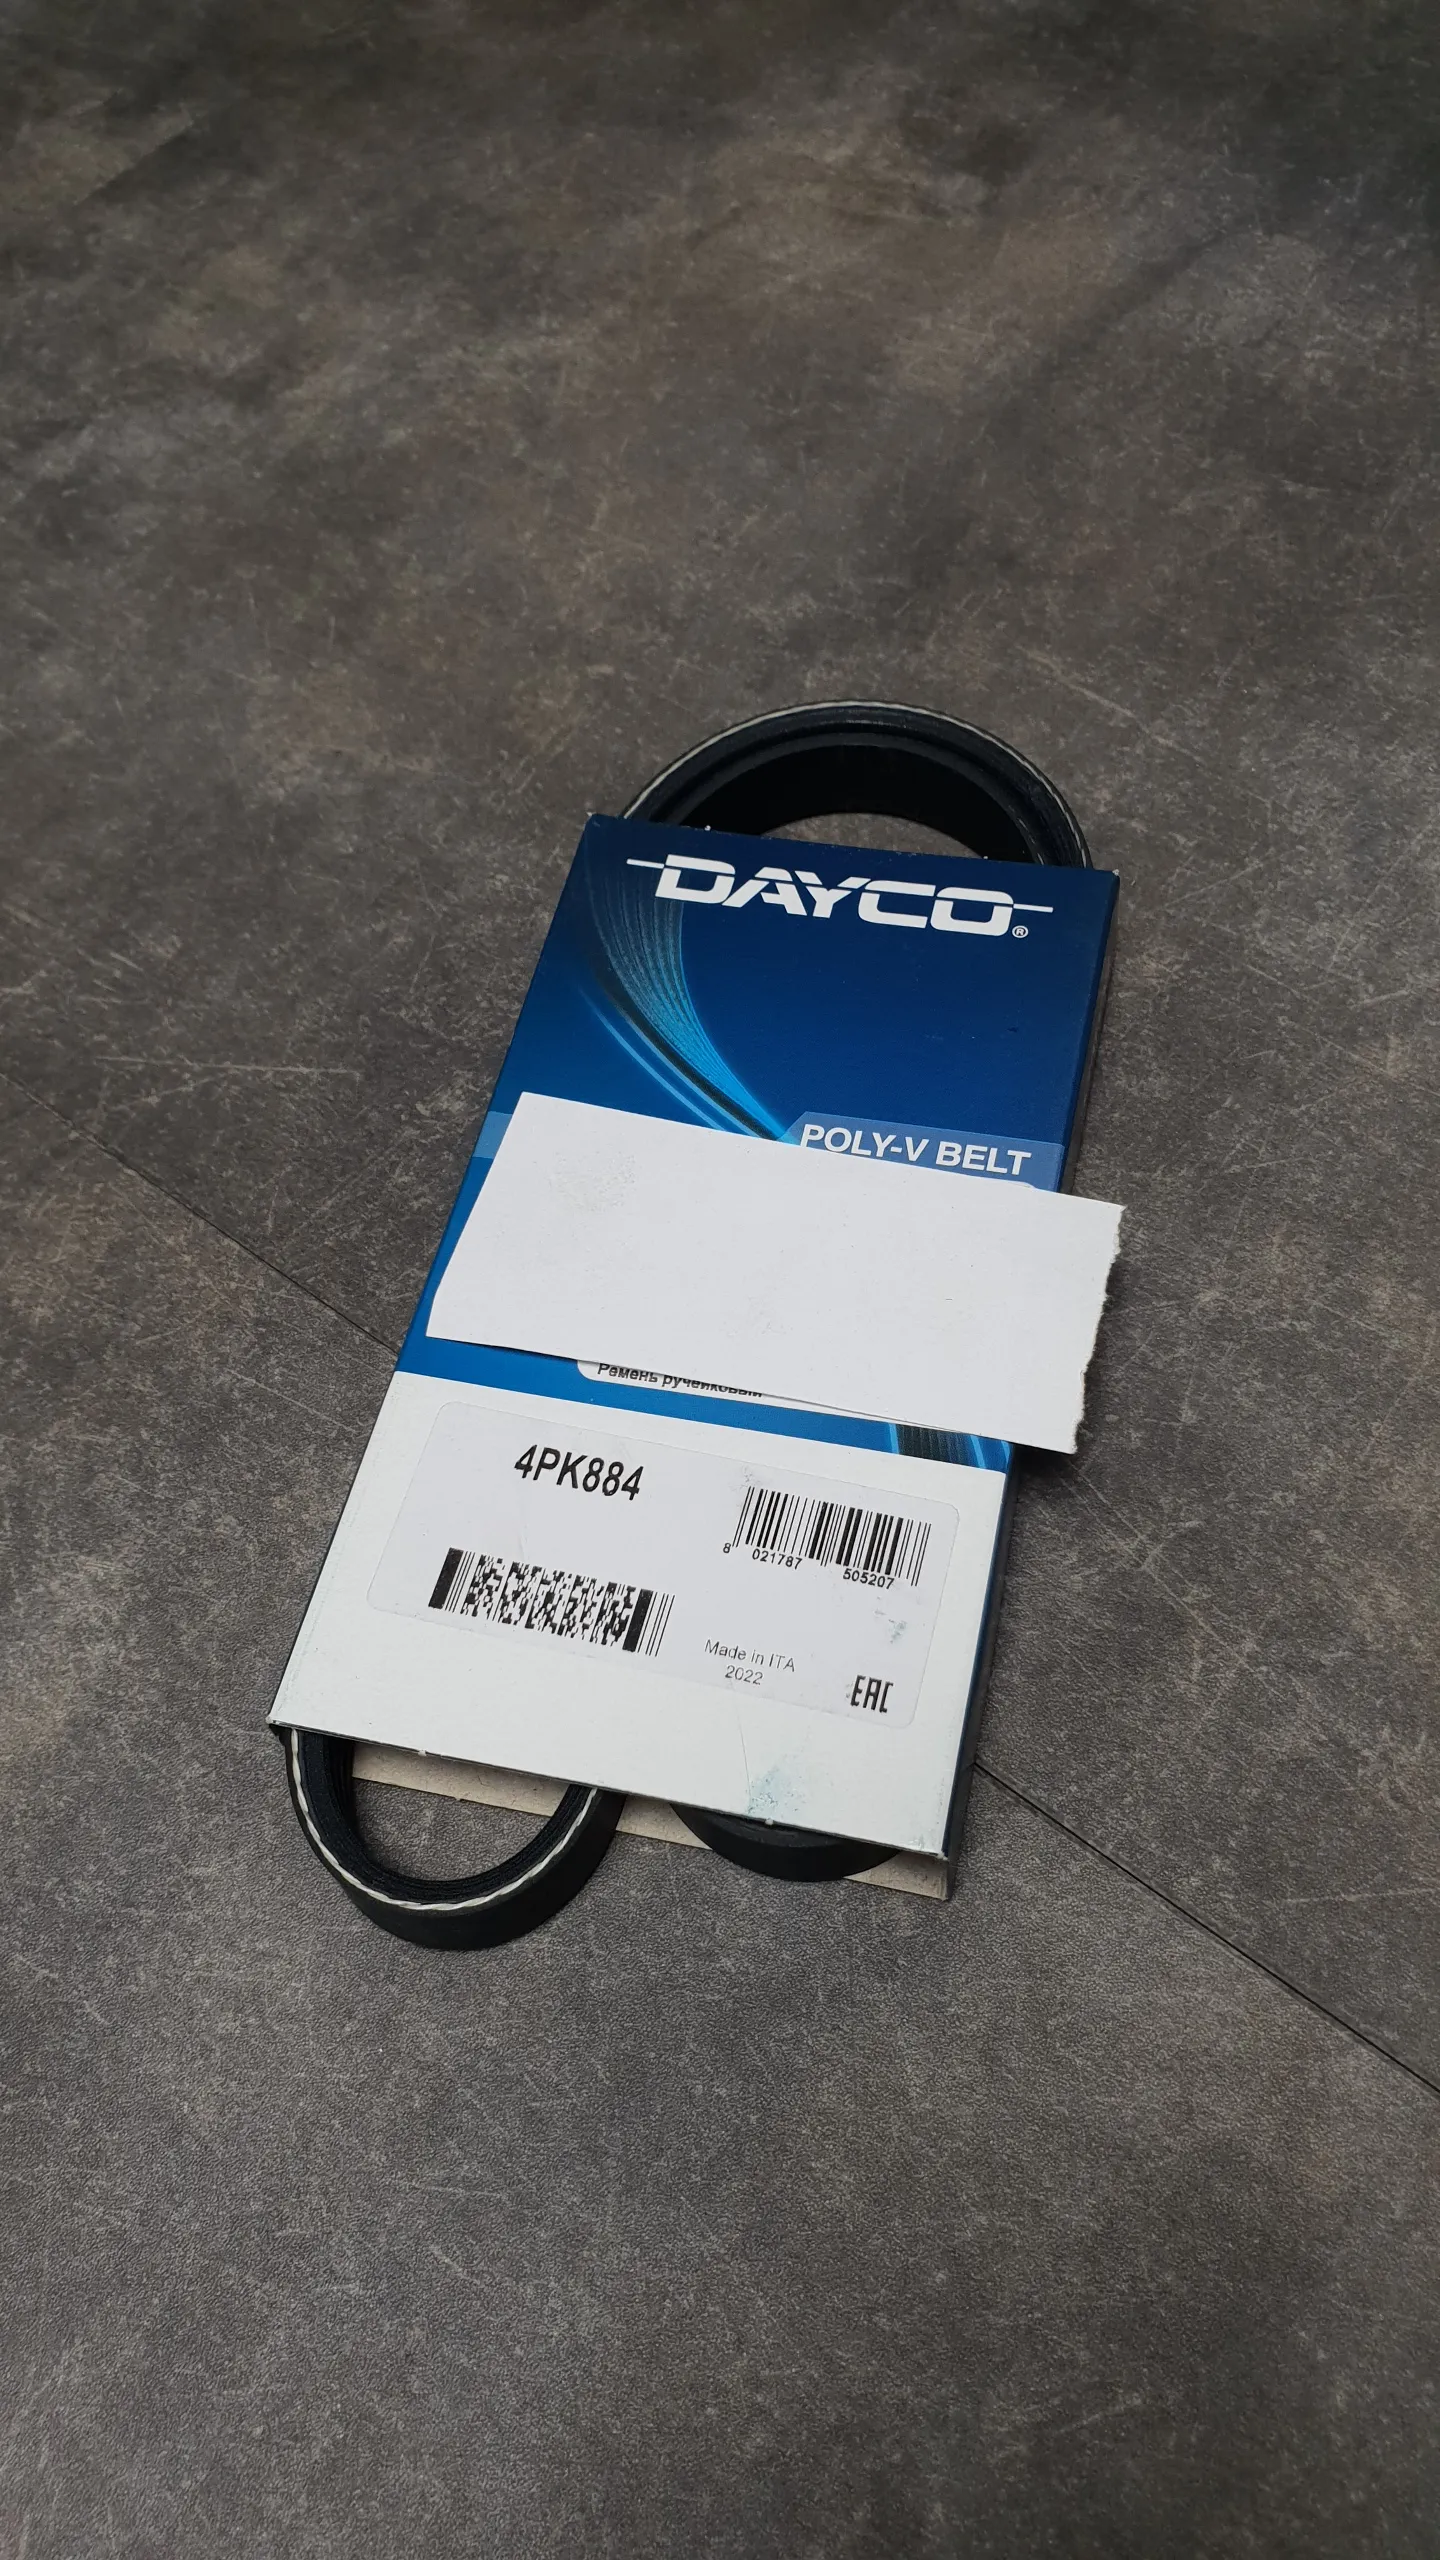 DAYCO®
POLY-V BELT
Ремень ручейковый
4PK884
8 021787 505207
Made in ITA
2022
EAC